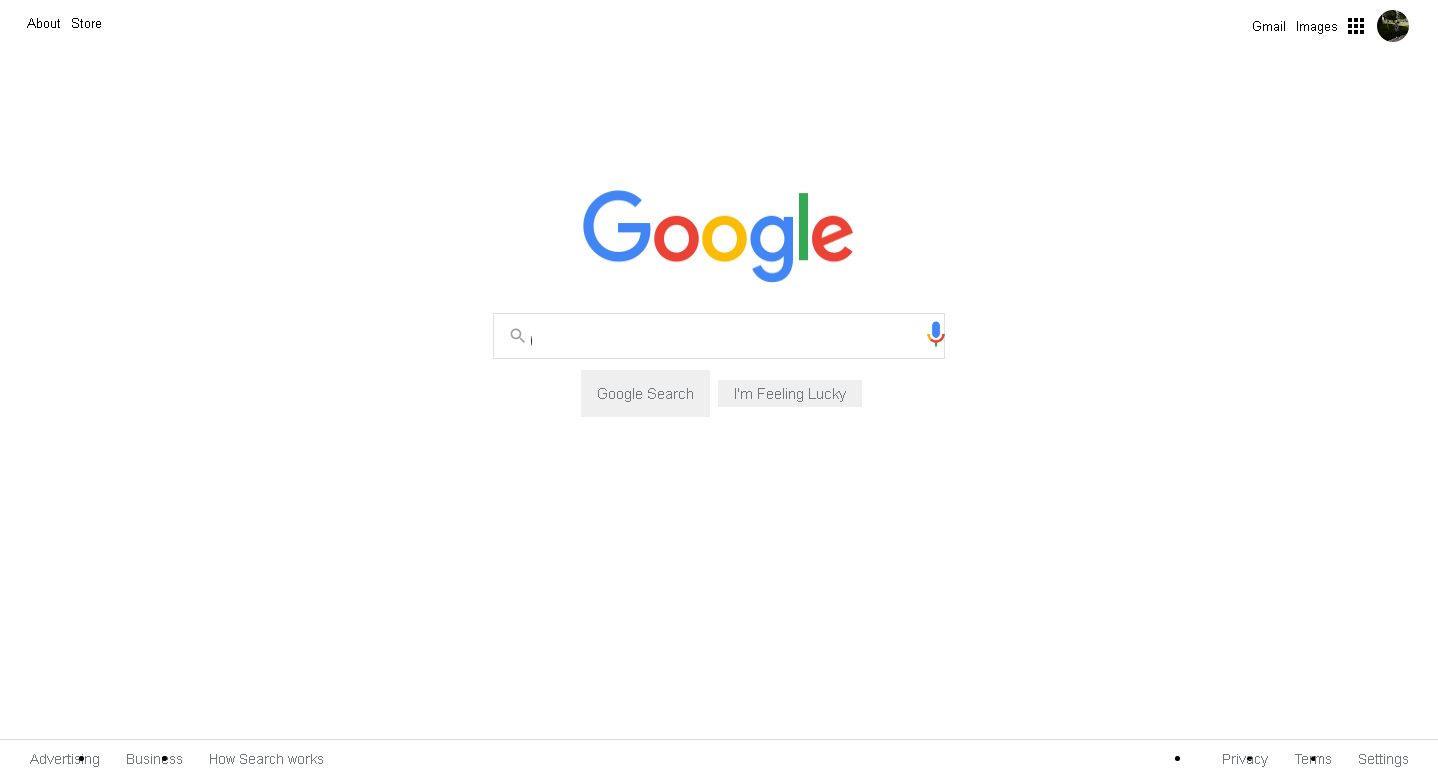 About Store
Gmail Images
Google
Google Search I'm Feeling Lucky
Advertising Business How Search works
Privacy Terms Settings